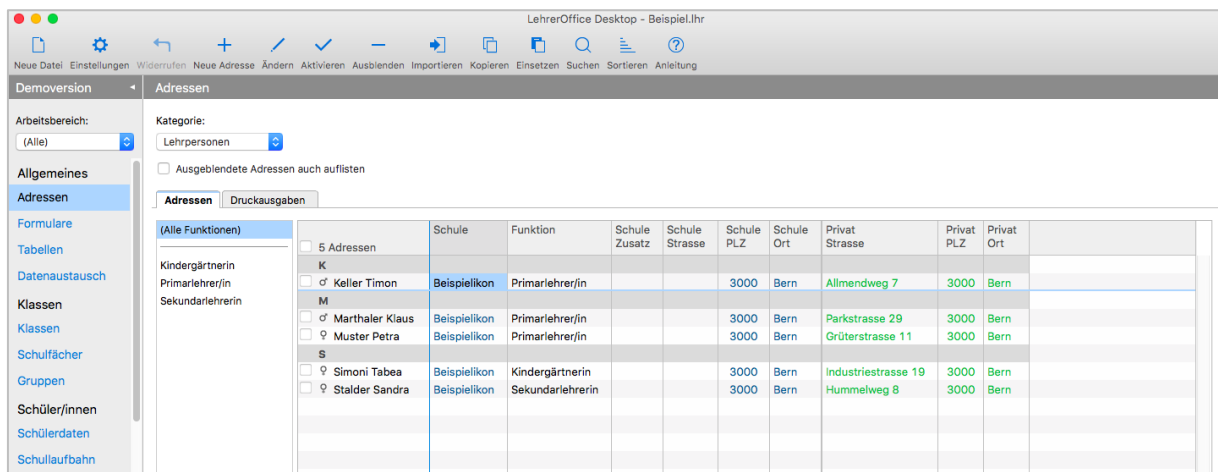 LehrerOffice Desktop - Beispiel.lhr
Neue Datei Einstellungen Widerrufen Neue Adresse Ändern Aktivieren Ausblenden Importieren Kopieren Einsetzen Suchen Sortieren Anleitung
Demoversion Adressen
Arbeitsbereich: Kategorie:
(Alle) Lehrpersonen
Allgemeines Ausgeblendete Adressen auch auflisten
Adressen Adressen Druckausgaben
Formulare (Alle Funktionen) Schule Funktion Schule Schule Schule Schule Privat Privat Privat
Tabellen 5 Adressen Zusatz Strasse PLZ Ort Strasse PLZ Ort
Kindergärtnerin K
Datenaustausch Primarlehrer/in ♂ Keller Timon Beispielikon Primarlehrer/in 3000 Bern Allmendweg 7 3000 Bern
Klassen Sekundarlehrerin M
Klassen ♂ Marthaler Klaus Beispielikon Primarlehrer/in 3000 Bern Parkstrasse 29 3000 Bern
♀ Muster Petra Beispielikon Primarlehrer/in 3000 Bern Grüterstrasse 11 3000 Bern
Schulfächer S
Gruppen ♀ Simoni Tabea Beispielikon Kindergärtnerin 3000 Bern Industriestrasse 19 3000 Bern
♀ Stalder Sandra Beispielikon Sekundarlehrerin 3000 Bern Hummelweg 8 3000 Bern
Schüler/innen
Schülerdaten
Schullaufbahn